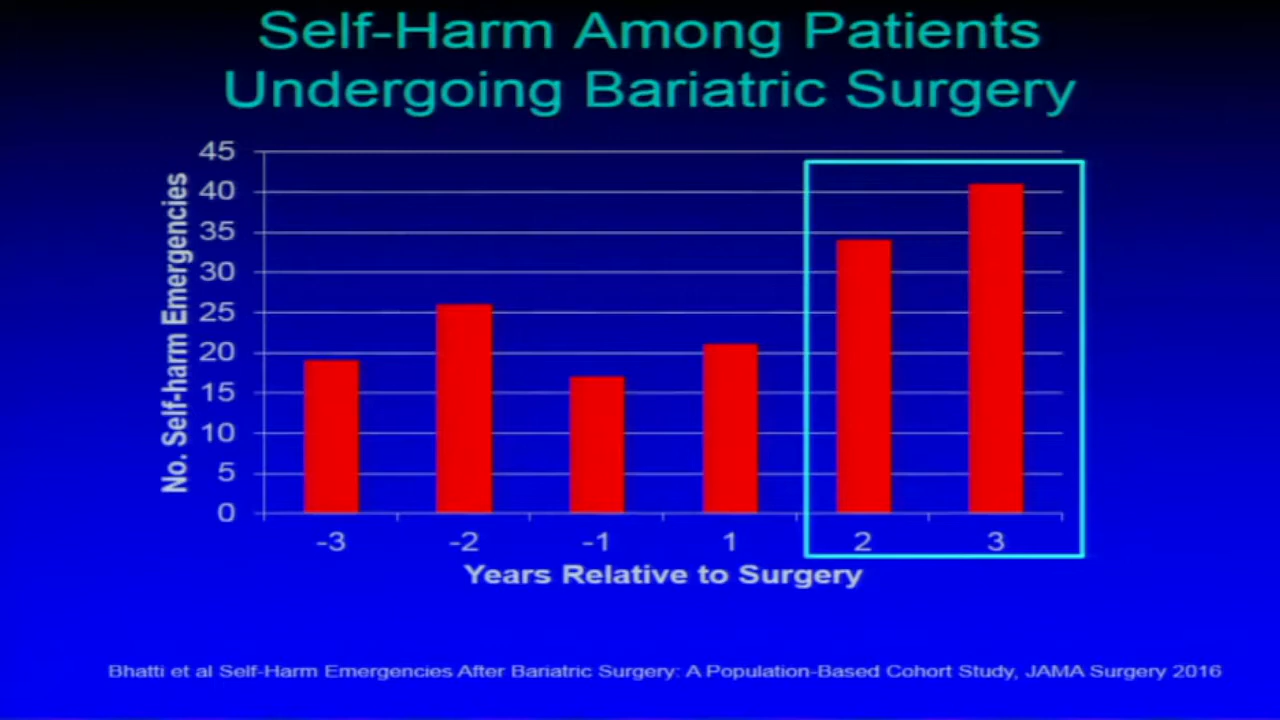 Self-Harm Among Patients
Undergoing Bariatric Surgery
No. Self-harm Emergencies
45
40
35
30
25
20
15
10
5
0
-3 -2 -1 1 2 3
Years Relative to Surgery
Bhatti et al Self-Harm Emergencies After Bariatric Surgery: A Population-Based Cohort Study, JAMA Surgery 2016